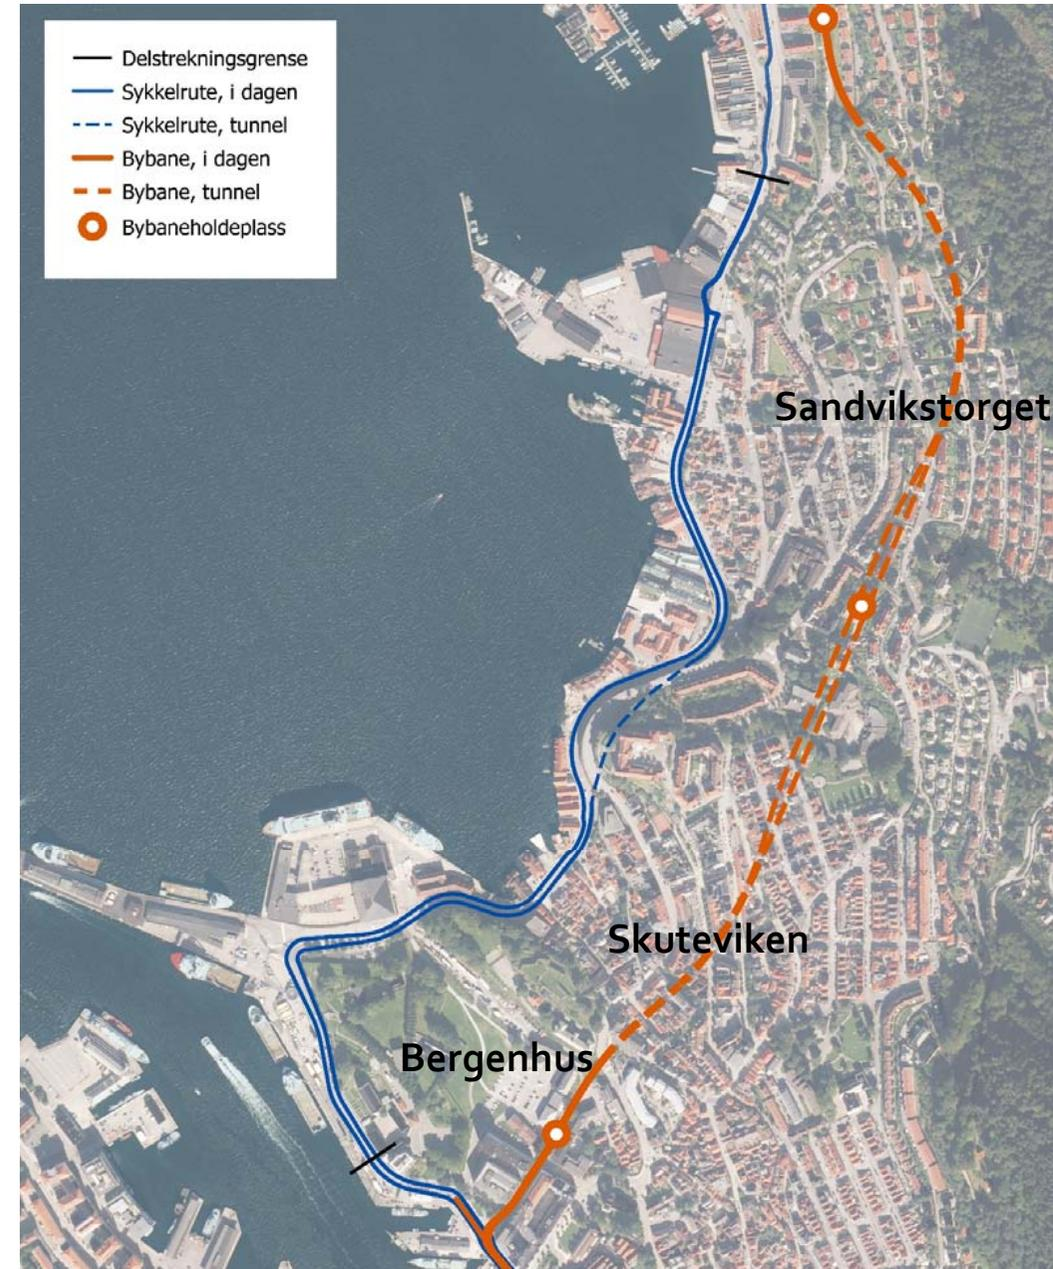 Delstrekningsgrense
Sykkelrute, i dagen
Sykkelrute, tunnel
Bybane, i dagen
Bybane, tunnel
Bybaneholdeplass
Sandvikstorget
Skuteviken
Bergenhus